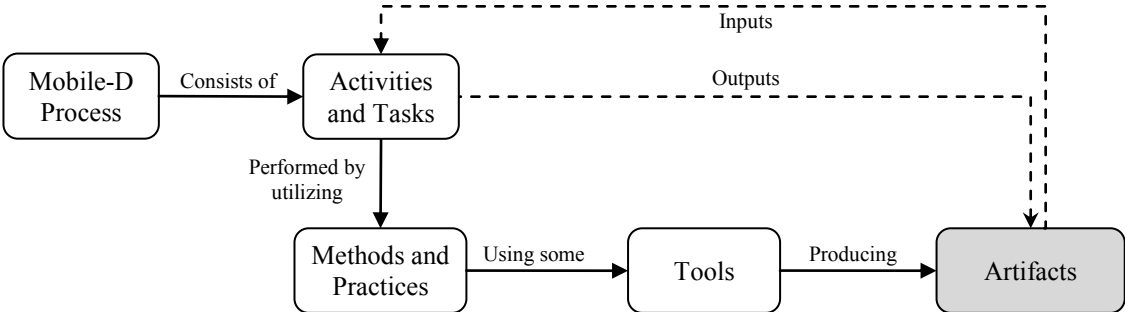 Inputs
Mobile-D
Process
Consists of
Activities
and Tasks
Outputs
Performed by
utilizing
Methods and
Practices
Using some
Tools
Producing
Artifacts